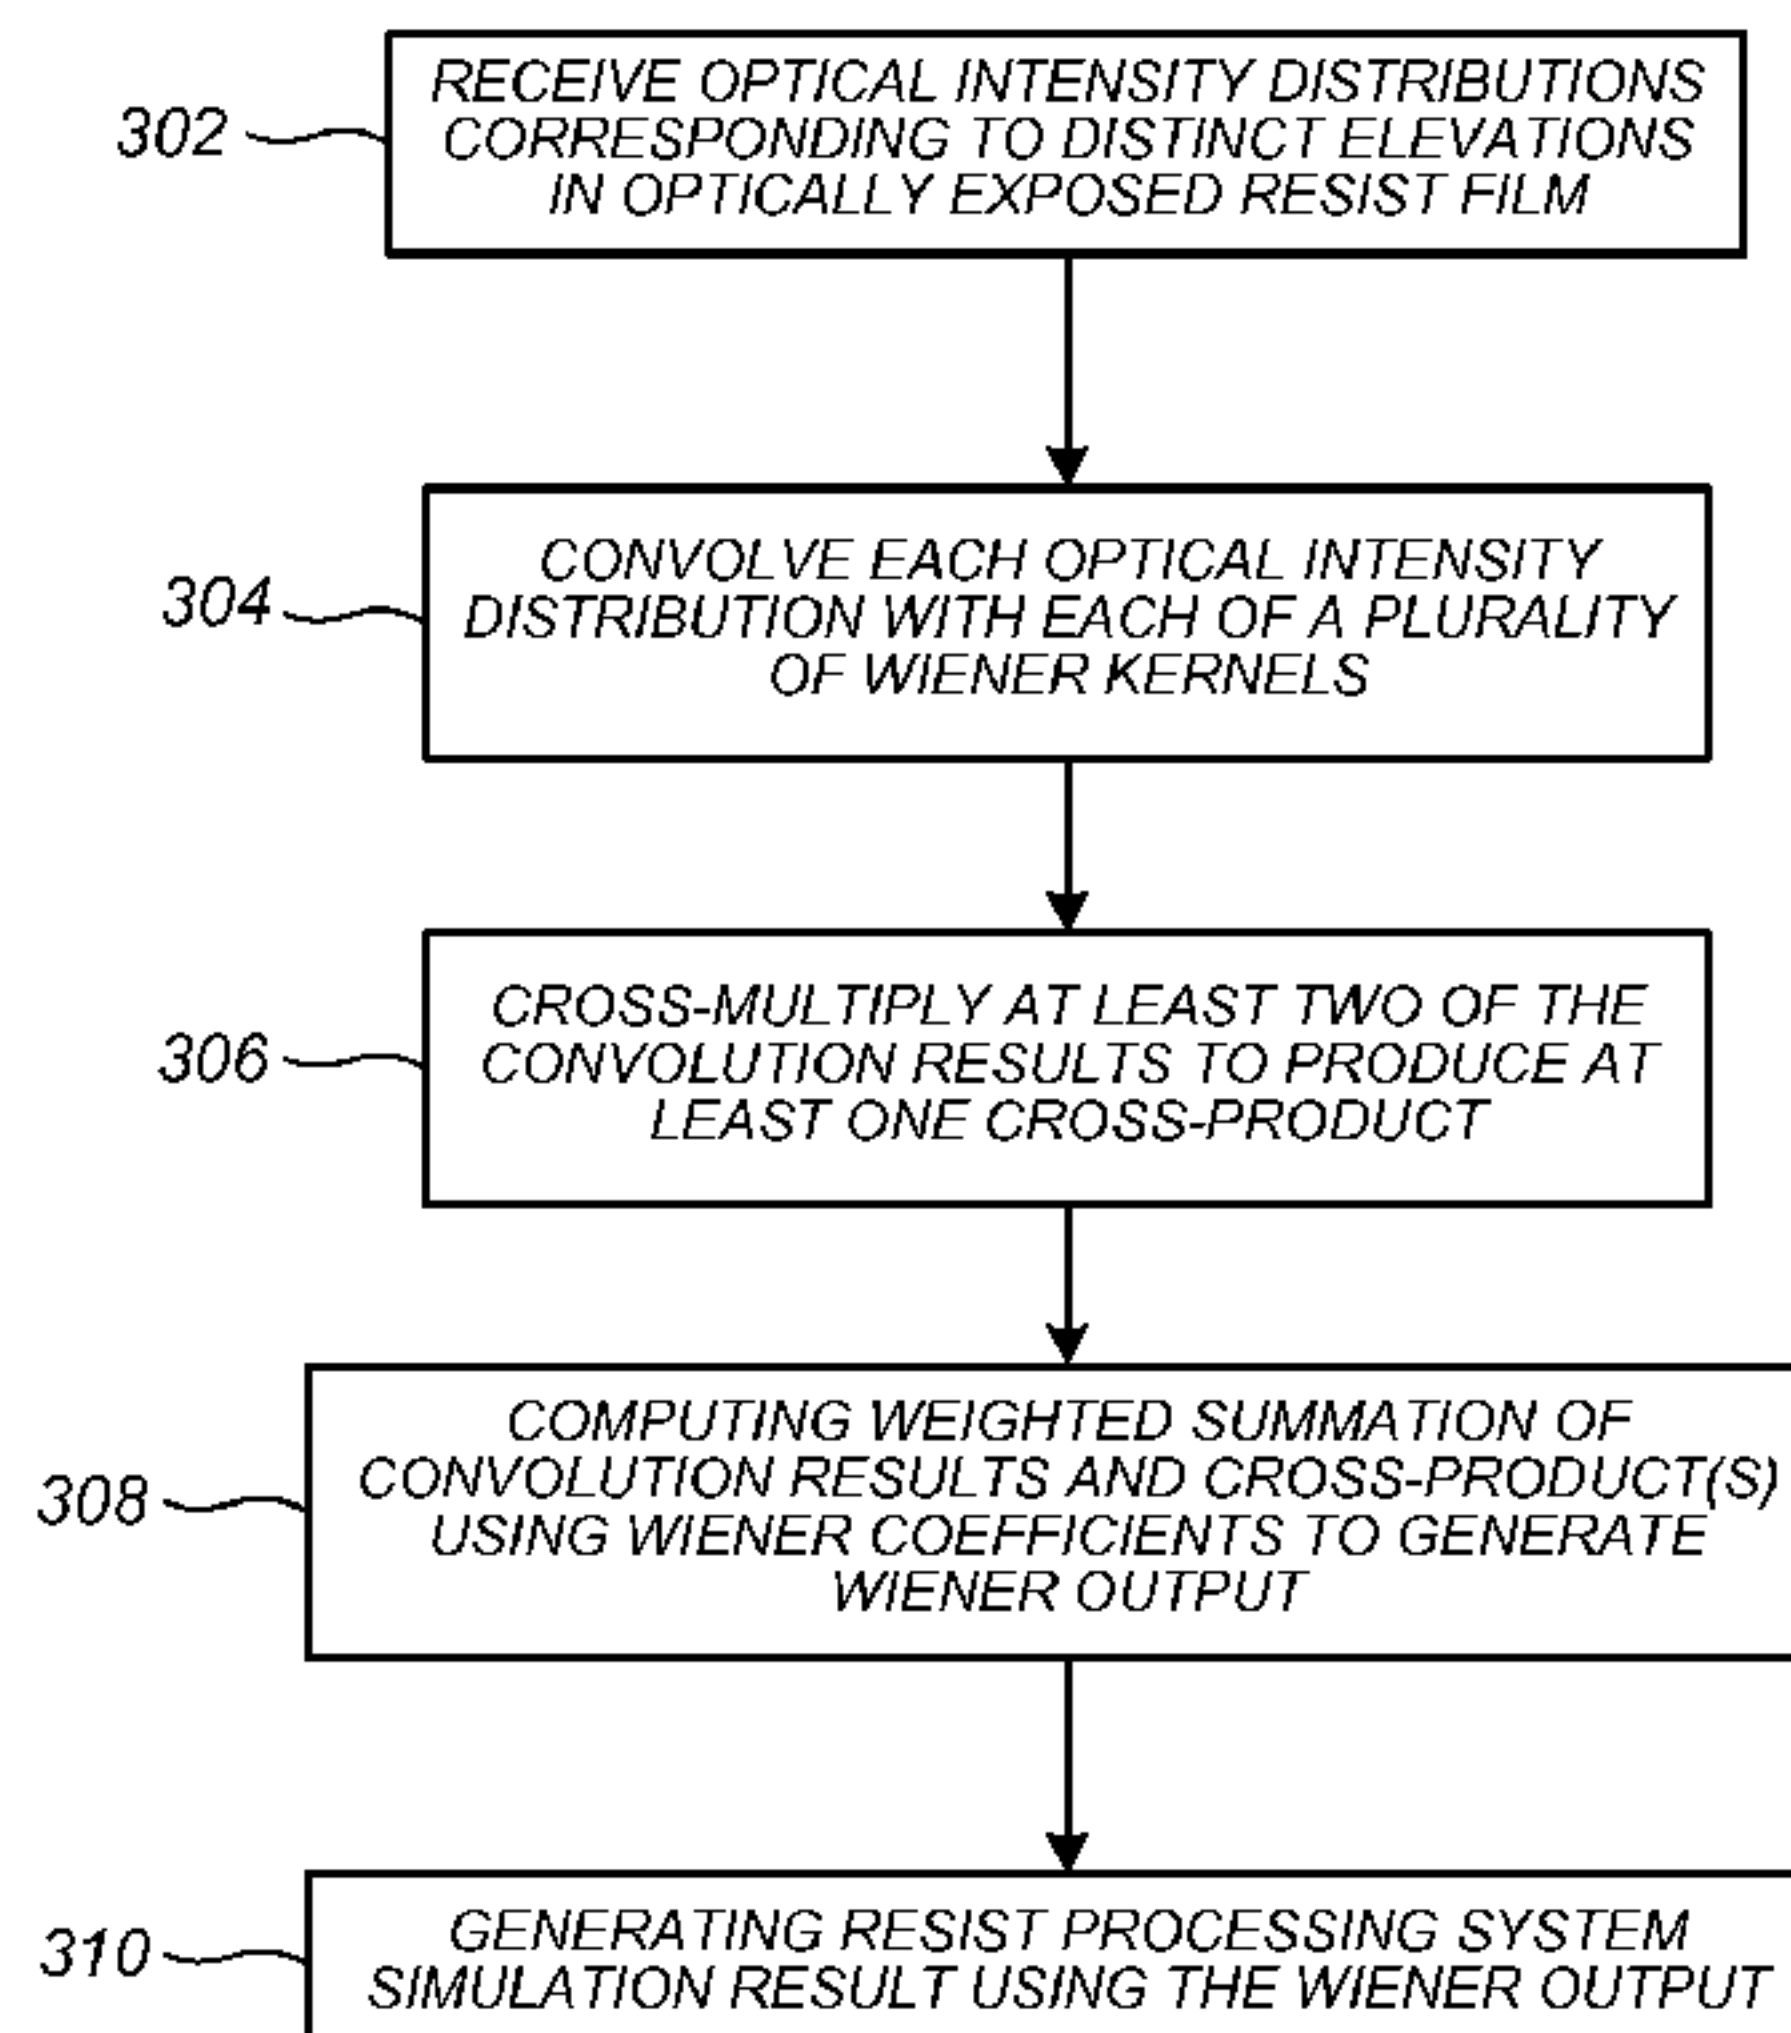 302
RECEIVE OPTICAL INTENSITY DISTRIBUTIONS
CORRESPONDING TO DISTINCT ELEVATIONS
IN OPTICALLY EXPOSED RESIST FILM
304
CONVOLVE EACH OPTICAL INTENSITY
DISTRIBUTION WITH EACH OF A PLURALITY
OF WIENER KERNELS
306
CROSS-MULTIPLY AT LEAST TWO OF THE
CONVOLUTION RESULTS TO PRODUCE AT
LEAST ONE CROSS-PRODUCT
308
COMPUTING WEIGHTED SUMMATION OF
CONVOLUTION RESULTS AND CROSS-PRODUCT(S)
USING WIENER COEFFICIENTS TO GENERATE
WIENER OUTPUT
310
GENERATING RESIST PROCESSING SYSTEM
SIMULATION RESULT USING THE WIENER OUTPUT